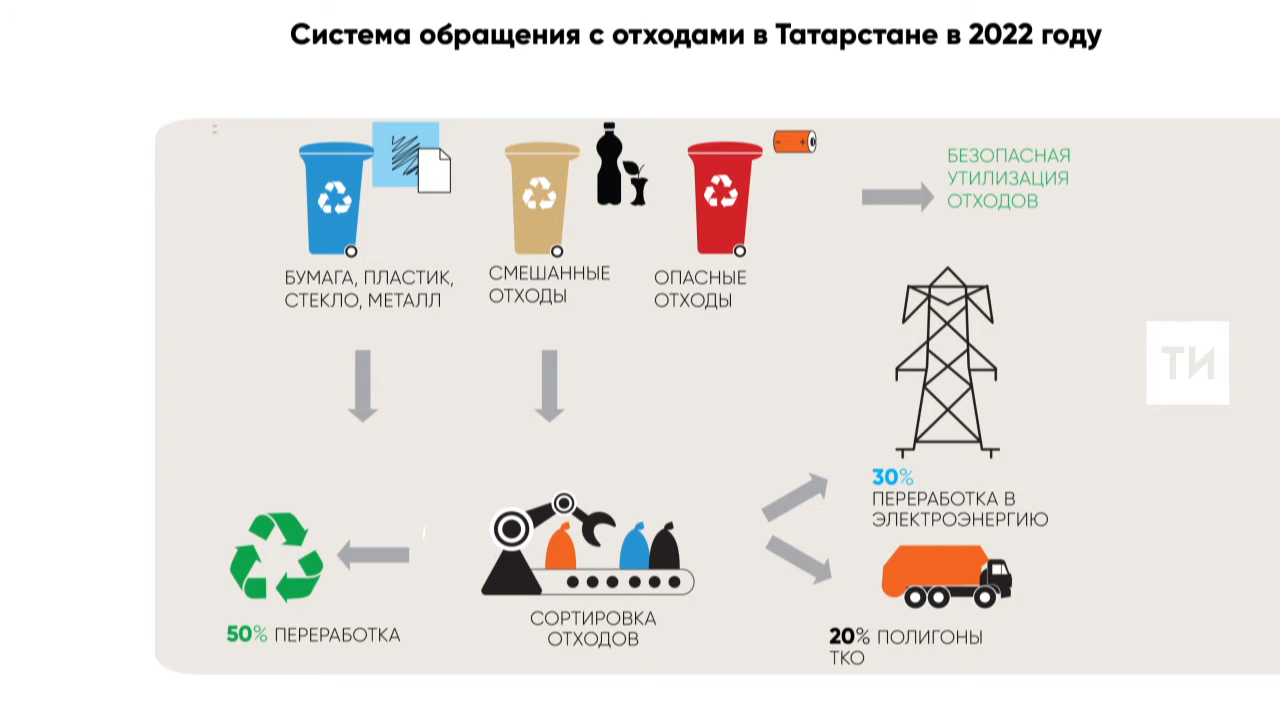 Система обращения с отходами в Татарстане в 2022 году
БЕЗОПАСНАЯ
УТИЛИЗАЦИЯ
ОТХОДОВ
БУМАГА, ПЛАСТИК,
СТЕКЛО, МЕТАЛЛ
СМЕШАННЫЕ
ОТХОДЫ
ОПАСНЫЕ
ОТХОДЫ
ТИ
30%
ПЕРЕРАБОТКА В
ЭЛЕКТРОЭНЕРГИЮ
50% ПЕРЕРАБОТКА
СОРТИРОВКА
ОТХОДОВ
20% ПОЛИГОНЫ
ТКО